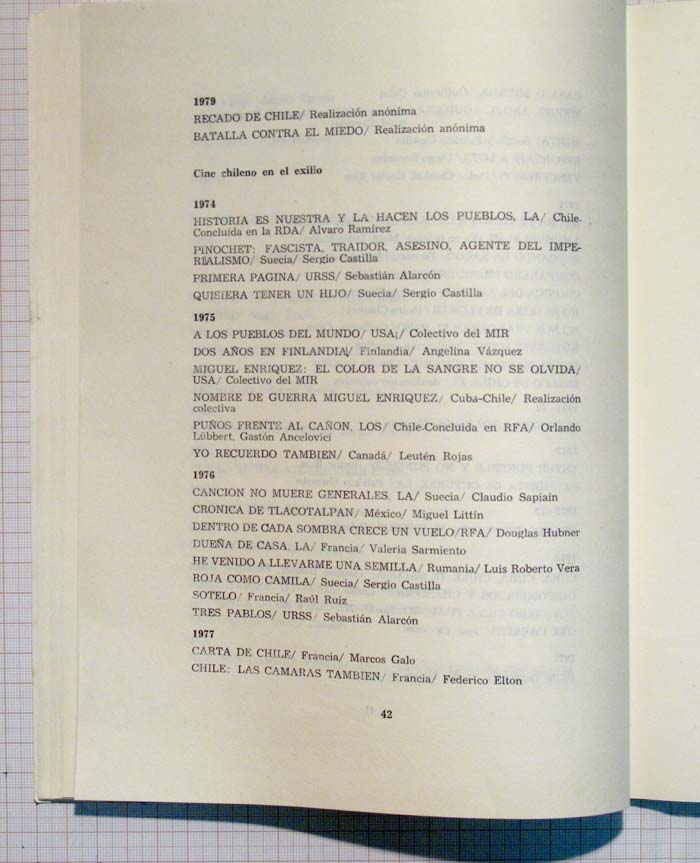 1979
RECADO DE CHILE/ Realización anónima
BATALLA CONTRA EL MIEDO/ Realización anónima
Cine chileno en el exilio
1974
HISTORIA ES NUESTRA Y LA HACEN LOS PUEBLOS, LA/ Chile-
Concluída en la RDA/ Alvaro Ramírez
PINOCHET: FASCISTA, TRAIDOR, ASESINO, AGENTE DEL IMPE-
RIALISMO/ Suecia/ Sergio Castilla
PRIMERA PAGINA/ URSS/ Sebastián Alarcón
QUISIERA TENER UN HIJO/ Suecia/ Sergio Castilla
1975
A LOS PUEBLOS DEL MUNDO/ USA/ Colectivo del MIR
DOS AÑOS EN FINLANDIA/ Finlandia/ Angelina Vázquez
MIGUEL ENRIQUEZ: EL COLOR DE LA SANGRE NO SE OLVIDA/
USA/ Colectivo del MIR
NOMBRE DE GUERRA MIGUEL ENRIQUEZ/ Cuba-Chile/ Realización
colectiva
PUÑOS FRENTE AL CAÑON, LOS/ Chile-Concluida en RFA/ Orlando
Lübbert, Gastón Ancelovici
YO RECUERDO TAMBIEN/ Canadá/ Leutén Rojas
1976
CANCION NO MUERE GENERALES, LA/ Suecia/ Claudio Sapiaín
CRONICA DE TLACOTALPAN/ México/ Miguel Littin
DENTRO DE CADA SOMBRA CRECE UN VUELO/RFA/ Douglas Hubner
DUEÑA DE CASA, LA/ Francia/ Valeria Sarmiento
HE VENIDO A LLEVARME UNA SEMILLA/ Rumania/ Luis Roberto Vera
ROJA COMO CAMILA/ Suecia/ Sergio Castilla
SOTELO/ Francia/ Raúl Ruiz
TRES PABLOS/ URSS/ Sebastián Alarcón
1977
CARTA DE CHILE/ Francia/ Marcos Galo
CHILE: LAS CAMARAS TAMBIEN/ Francia/ Federico Elton
42